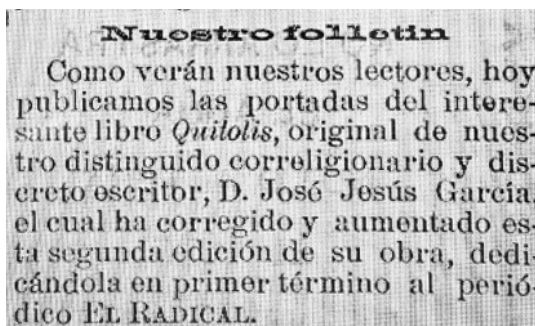 Nuestro folletin
Como verán nuestros lectores, hoy
publicamos las portadas del intere-
sante libro Quitolis, original de nues-
tro distinguido correligionario y dis-
creto escritor, D. José Jesús García,
el cual ha corregido y aumentado es-
ta segunda edición de su obra, dedi-
cándola en primer término al perió-
dico EL RADICAL.